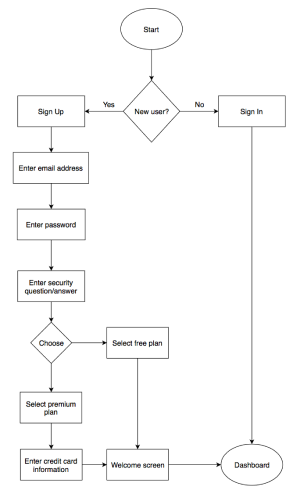 Start
New user?
Yes
No
Sign Up
Sign In
Enter email address
Enter password
Enter security
question/answer
Choose
Select free plan
Select premium
plan
Enter credit card
information
Welcome screen
Dashboard